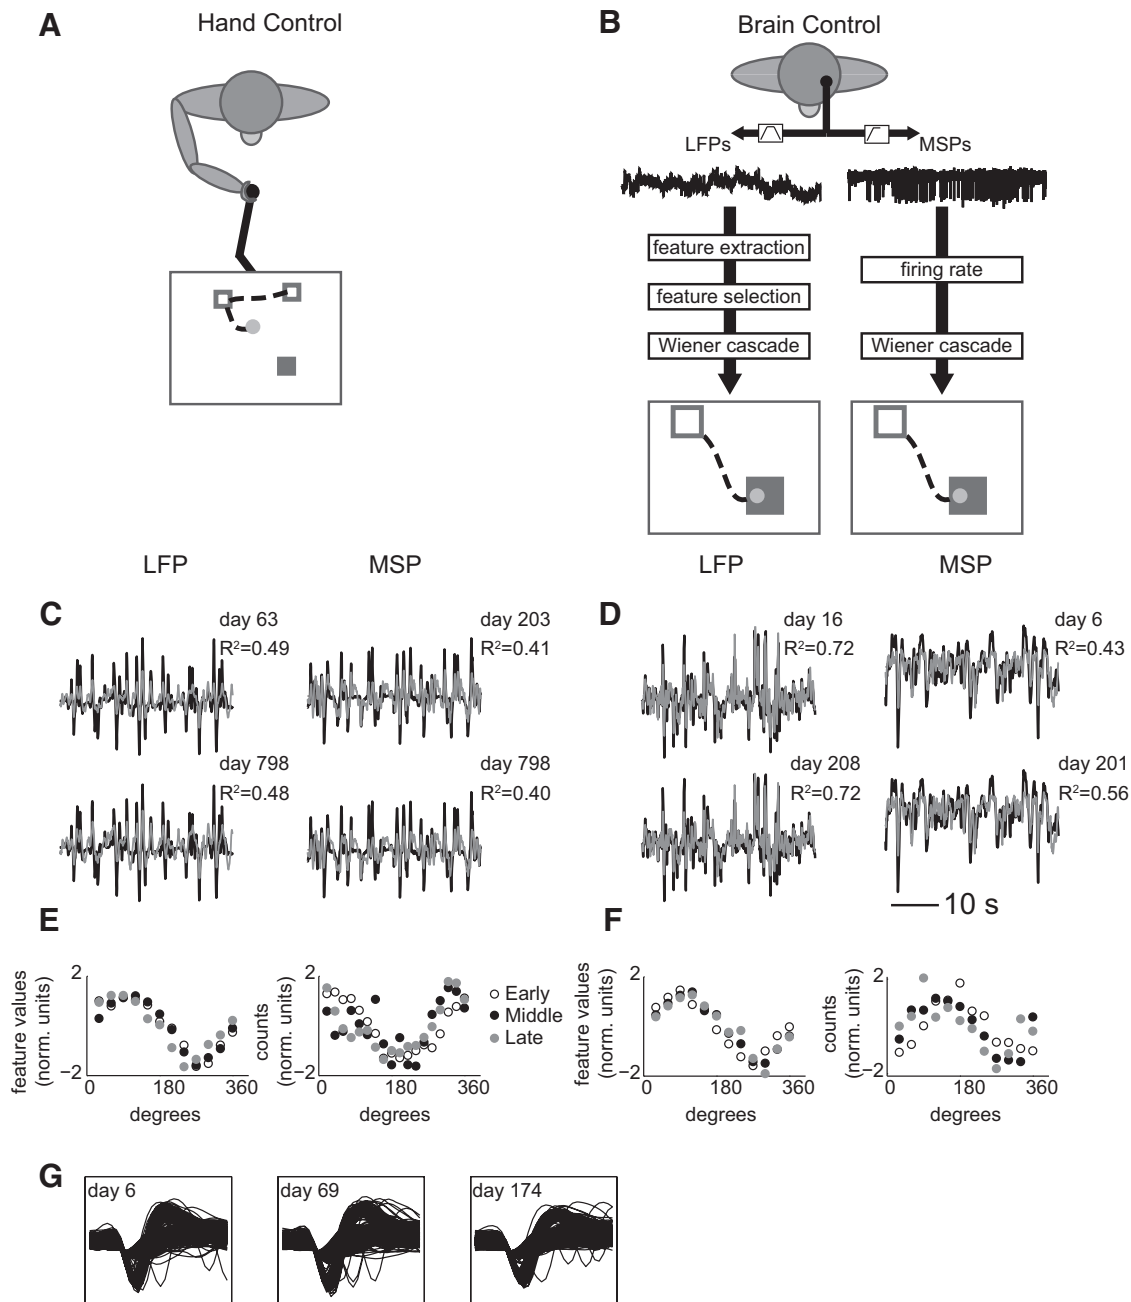 A
Hand Control
B
Brain Control
LFPs
MSPs
feature extraction
feature selection
Wiener cascade
firing rate
Wiener cascade
LFP
MSP
LFP
MSP
C
day 63
R²=0.49
day 203
R²=0.41
day 798
R²=0.48
day 798
R²=0.40
D
day 16
R²=0.72
day 6
R²=0.43
day 208
R²=0.72
day 201
R²=0.56
10 s
E
feature values
(norm. units)
2
−2
0
180
360
degrees
counts
(norm. units)
2
−2
0
180
360
degrees
Early
Middle
Late
F
feature values
(norm. units)
2
−2
0
180
360
degrees
counts
(norm. units)
2
−2
0
180
360
degrees
G
day 6
day 69
day 174